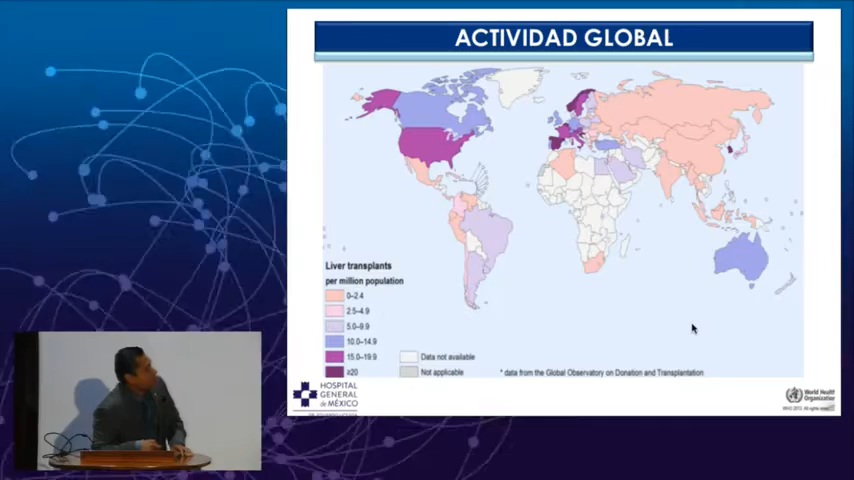 ACTIVIDAD GLOBAL
Liver transplants
per million population
0–2.4
2.5–4.9
5.0–9.9
10.0–14.9
15.0–19.9
≥20
Data not available
Not applicable
* data from the Global Observatory on Donation and Transplantation
HOSPITAL
GENERAL
de MÉXICO
World Health
Organization